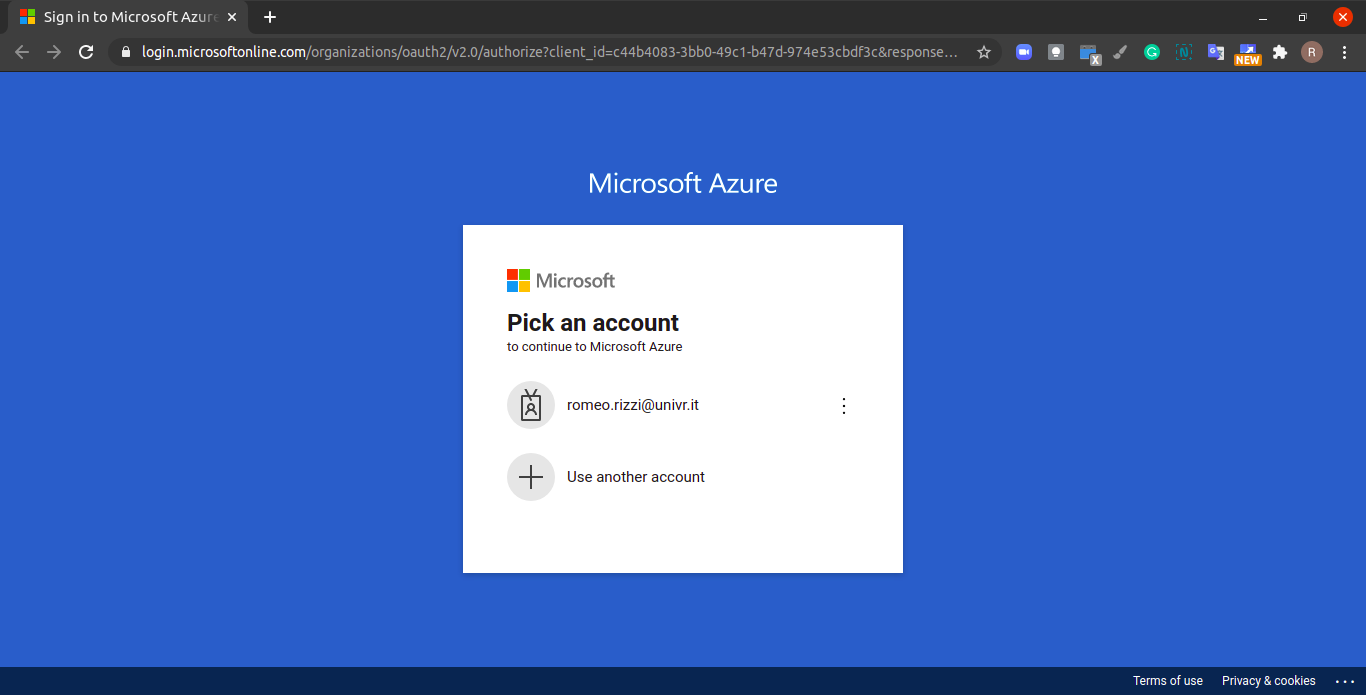 Sign in to Microsoft Azure
login.microsoftonline.com/organizations/oauth2/v2.0/authorize?client_id=c44b4083-3bb0-49c1-b47d-974e53cbdf3c&response...
X
G
N
G
NEW
R
Microsoft Azure
Microsoft
Pick an account
to continue to Microsoft Azure
romeo.rizzi@univr.it
Use another account
Terms of use Privacy & cookies